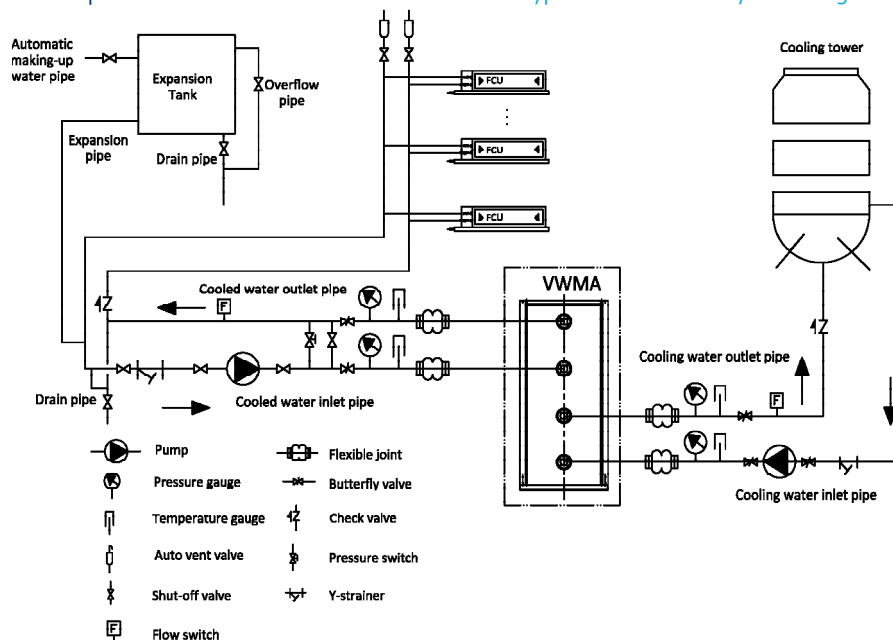 Automatic
making-up
water pipe
Expansion
Tank
Overflow
pipe
Expansion
pipe
Drain pipe
FCU
FCU
FCU
Cooling tower
Cooled water outlet pipe
F
VWMA
Cooling water outlet pipe
F
Drain pipe
Cooled water inlet pipe
Cooling water inlet pipe
Pump
Flexible joint
Pressure gauge
Butterfly valve
Temperature gauge
Check valve
Auto vent valve
Pressure switch
Shut-off valve
Y-strainer
F
Flow switch